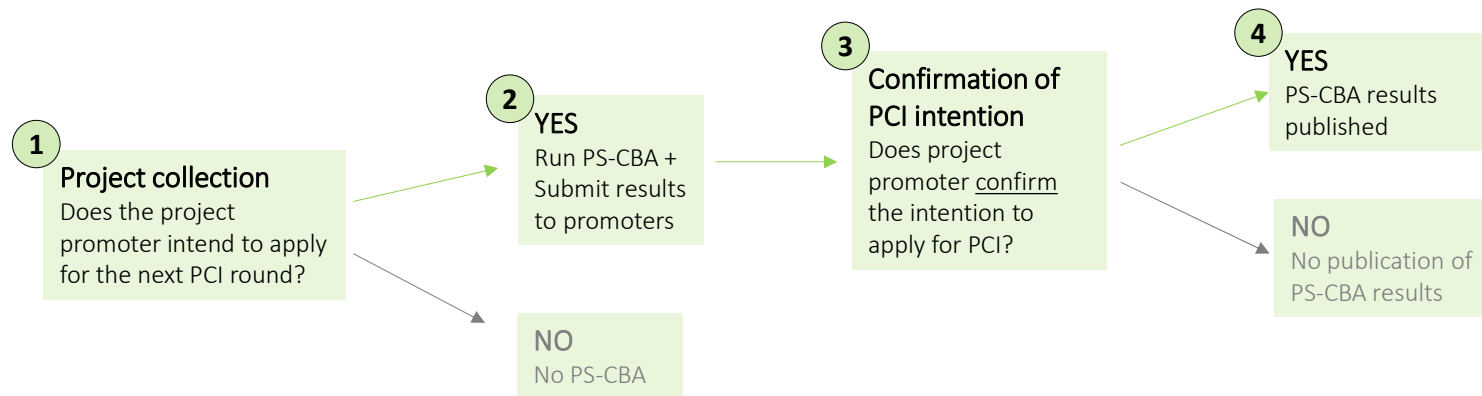 1
Project collection
Does the project
promoter intend to apply
for the next PCI round?
2
YES
Run PS-CBA +
Submit results
to promoters
NO
No PS-CBA
3
Confirmation of
PCI intention
Does project
promoter confirm
the intention to
apply for PCI?
4
YES
PS-CBA results
published
NO
No publication of
PS-CBA results